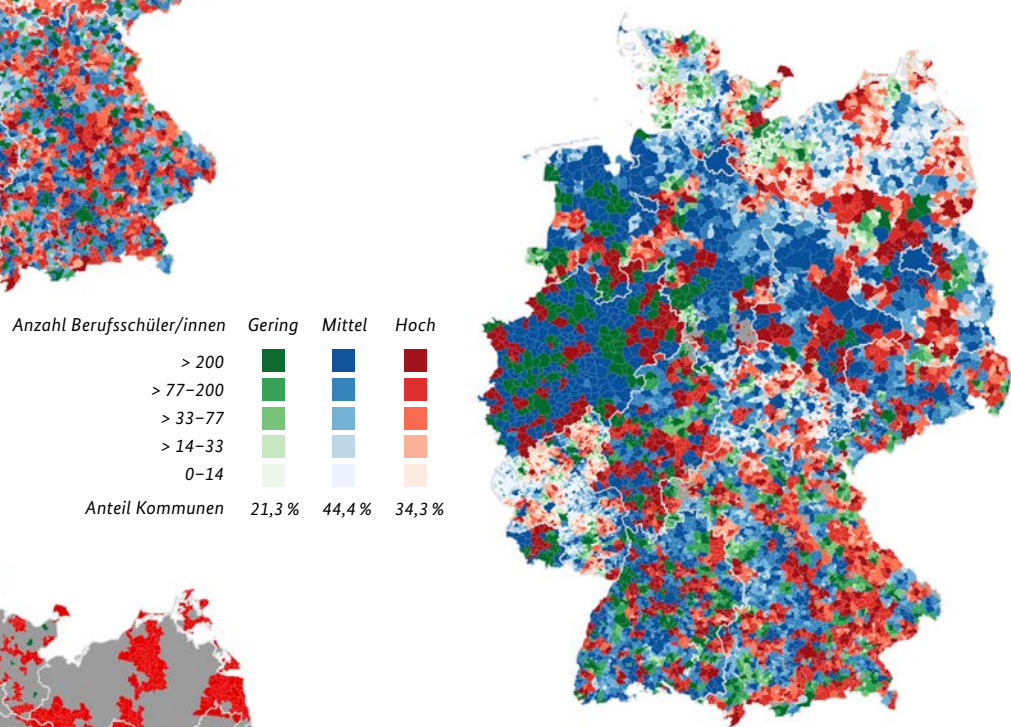 Anzahl Berufsschüler/innen Gering Mittel Hoch
> 200
> 77–200
> 33–77
> 14–33
0–14
Anteil Kommunen 21,3 % 44,4 % 34,3 %